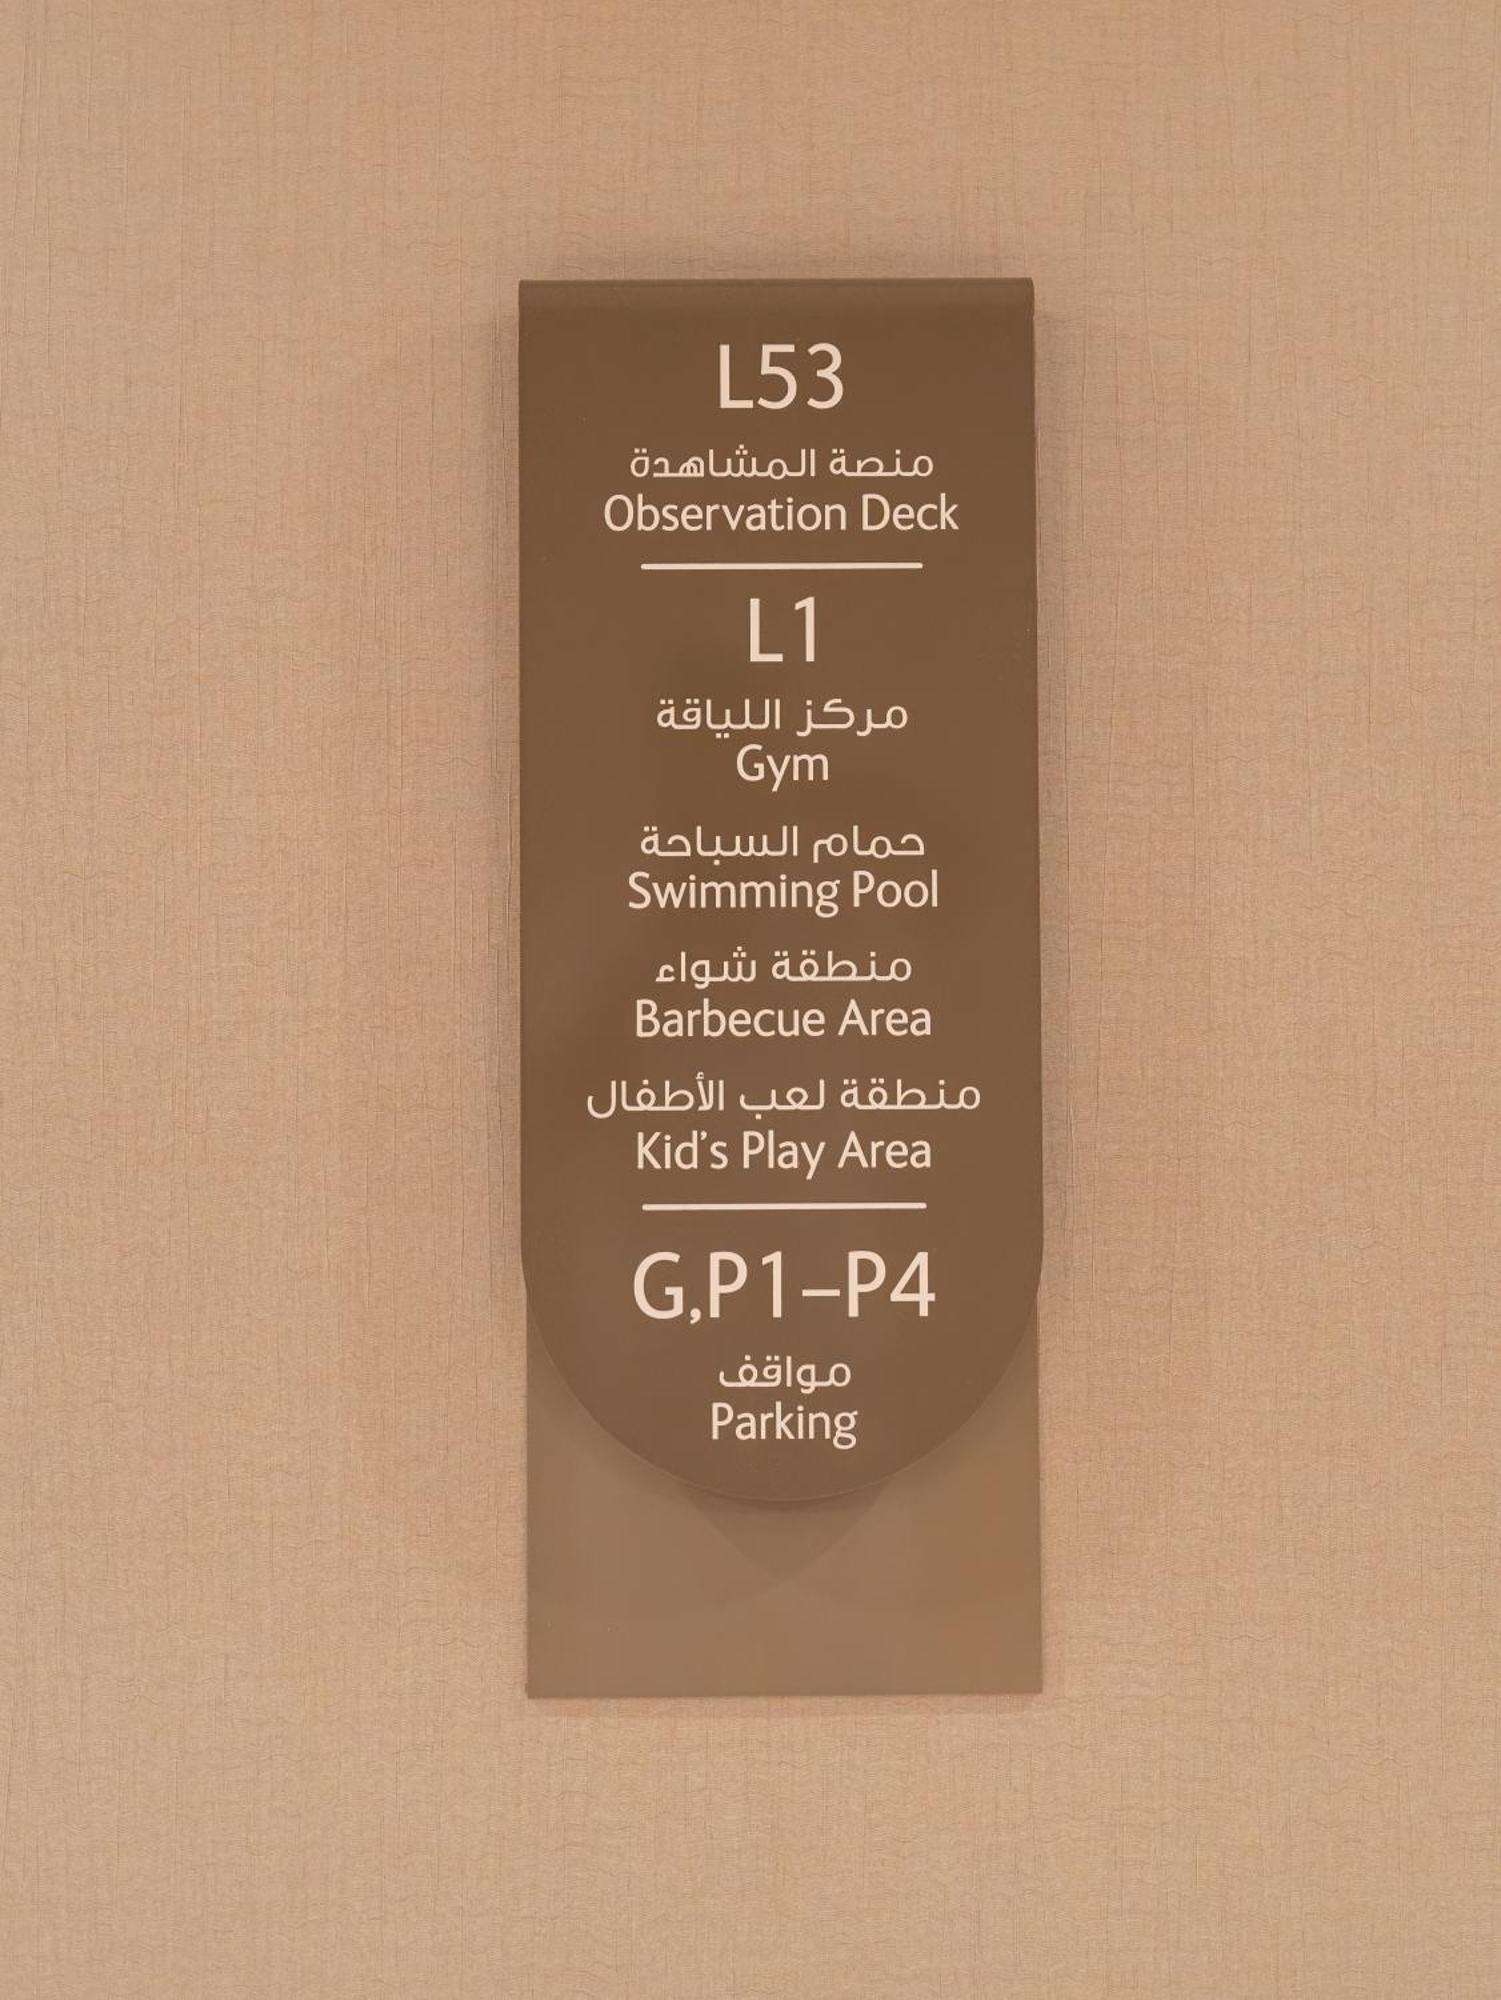 L53
منصة المشاهدة
Observation Deck
L1
مركز اللياقة
Gym
حمام السباحة
Swimming Pool
منطقة شواء
Barbecue Area
منطقة لعب الأطفال
Kid's Play Area
G,P1–P4
مواقف
Parking